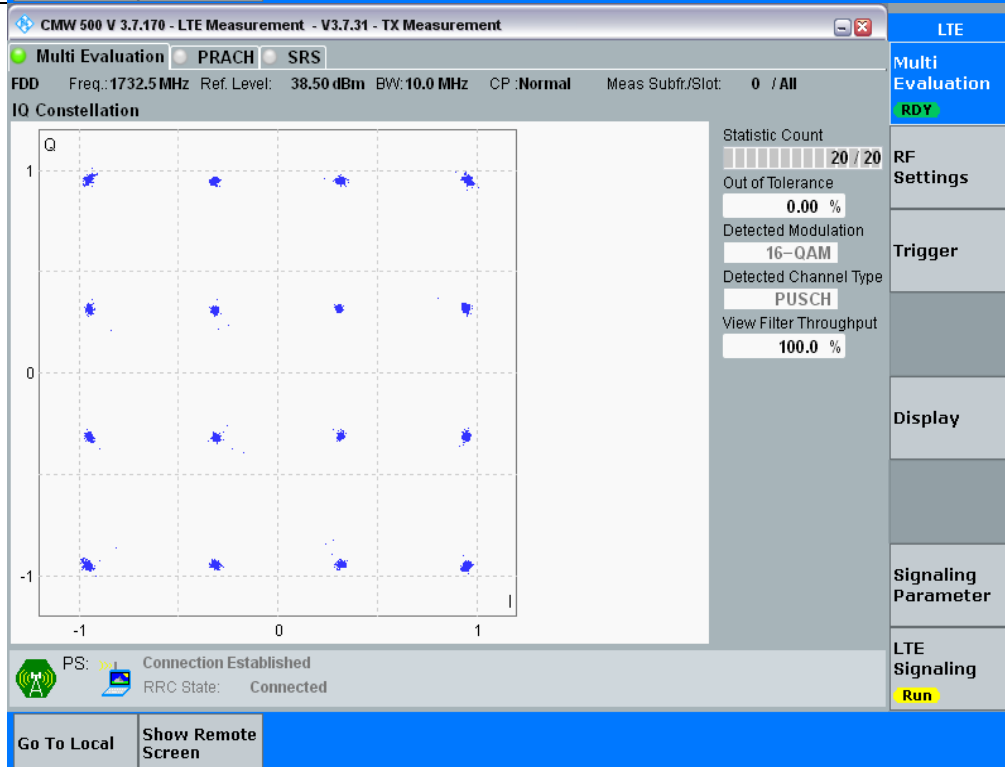 CMW 500 V 3.7.170 - LTE Measurement - V3.7.31 - TX Measurement
LTE
Multi Evaluation PRACH SRS
Multi
Evaluation
RDY
FDD Freq.:1732.5 MHz Ref. Level: 38.50 dBm BW:10.0 MHz CP :Normal Meas Subfr./Slot: 0 / All
IQ Constellation
Q
1
0
-1
I
-1 0 1
Statistic Count
20 / 20
Out of Tolerance
0.00 %
Detected Modulation
16-QAM
Detected Channel Type
PUSCH
View Filter Throughput
100.0 %
RF
Settings
Trigger
Display
Signaling
Parameter
LTE
Signaling
Run
PS: Connection Established
RRC State: Connected
Go To Local
Show Remote
Screen